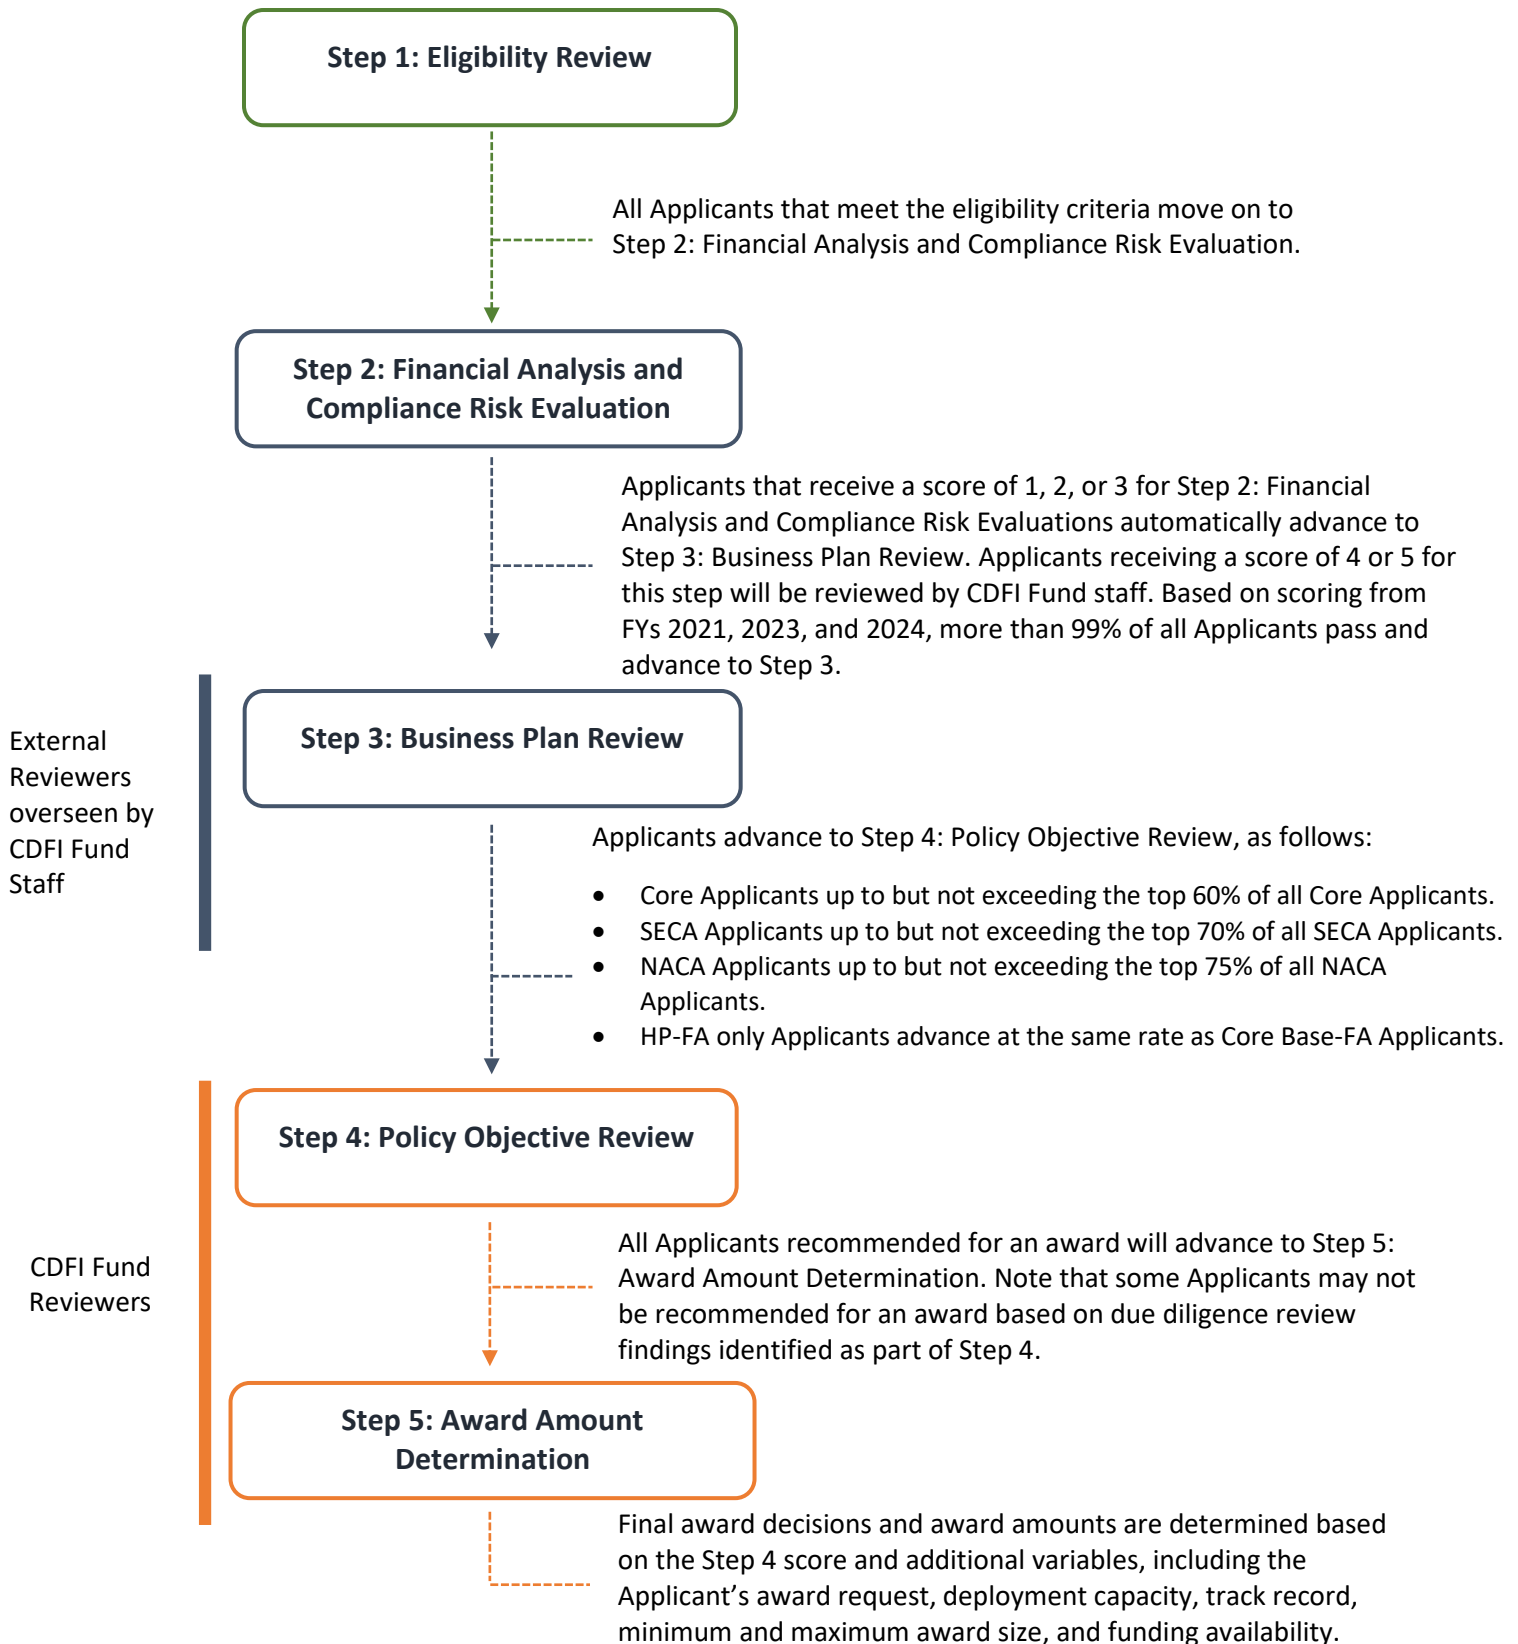 Step 1: Eligibility Review
All Applicants that meet the eligibility criteria move on to
Step 2: Financial Analysis and Compliance Risk Evaluation.
Step 2: Financial Analysis and
Compliance Risk Evaluation
Applicants that receive a score of 1, 2, or 3 for Step 2: Financial
Analysis and Compliance Risk Evaluations automatically advance to
Step 3: Business Plan Review. Applicants receiving a score of 4 or 5 for
this step will be reviewed by CDFI Fund staff. Based on scoring from
FYs 2021, 2023, and 2024, more than 99% of all Applicants pass and
advance to Step 3.
External
Reviewers
overseen by
CDFI Fund
Staff
Step 3: Business Plan Review
Applicants advance to Step 4: Policy Objective Review, as follows:
• Core Applicants up to but not exceeding the top 60% of all Core Applicants.
• SECA Applicants up to but not exceeding the top 70% of all SECA Applicants.
• NACA Applicants up to but not exceeding the top 75% of all NACA
Applicants.
• HP-FA only Applicants advance at the same rate as Core Base-FA Applicants.
Step 4: Policy Objective Review
CDFI Fund
Reviewers
All Applicants recommended for an award will advance to Step 5:
Award Amount Determination. Note that some Applicants may not
be recommended for an award based on due diligence review
findings identified as part of Step 4.
Step 5: Award Amount
Determination
Final award decisions and award amounts are determined based
on the Step 4 score and additional variables, including the
Applicant’s award request, deployment capacity, track record,
minimum and maximum award size, and funding availability.